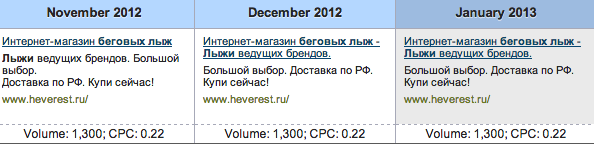 November 2012
December 2012
January 2013
Интернет-магазин беговых лыж
Лыжи ведущих брендов. Большой
выбор.
Доставка по РФ. Купи сейчас!
www.heverest.ru/
Volume: 1,300; CPC: 0.22
Интернет-магазин беговых лыж -
Лыжи ведущих брендов.
Большой выбор. Доставка по РФ.
Купи сейчас!
www.heverest.ru/
Volume: 1,300; CPC: 0.22
Интернет-магазин беговых лыж -
Лыжи ведущих брендов.
Большой выбор. Доставка по РФ.
Купи сейчас!
www.heverest.ru/
Volume: 1,300; CPC: 0.22